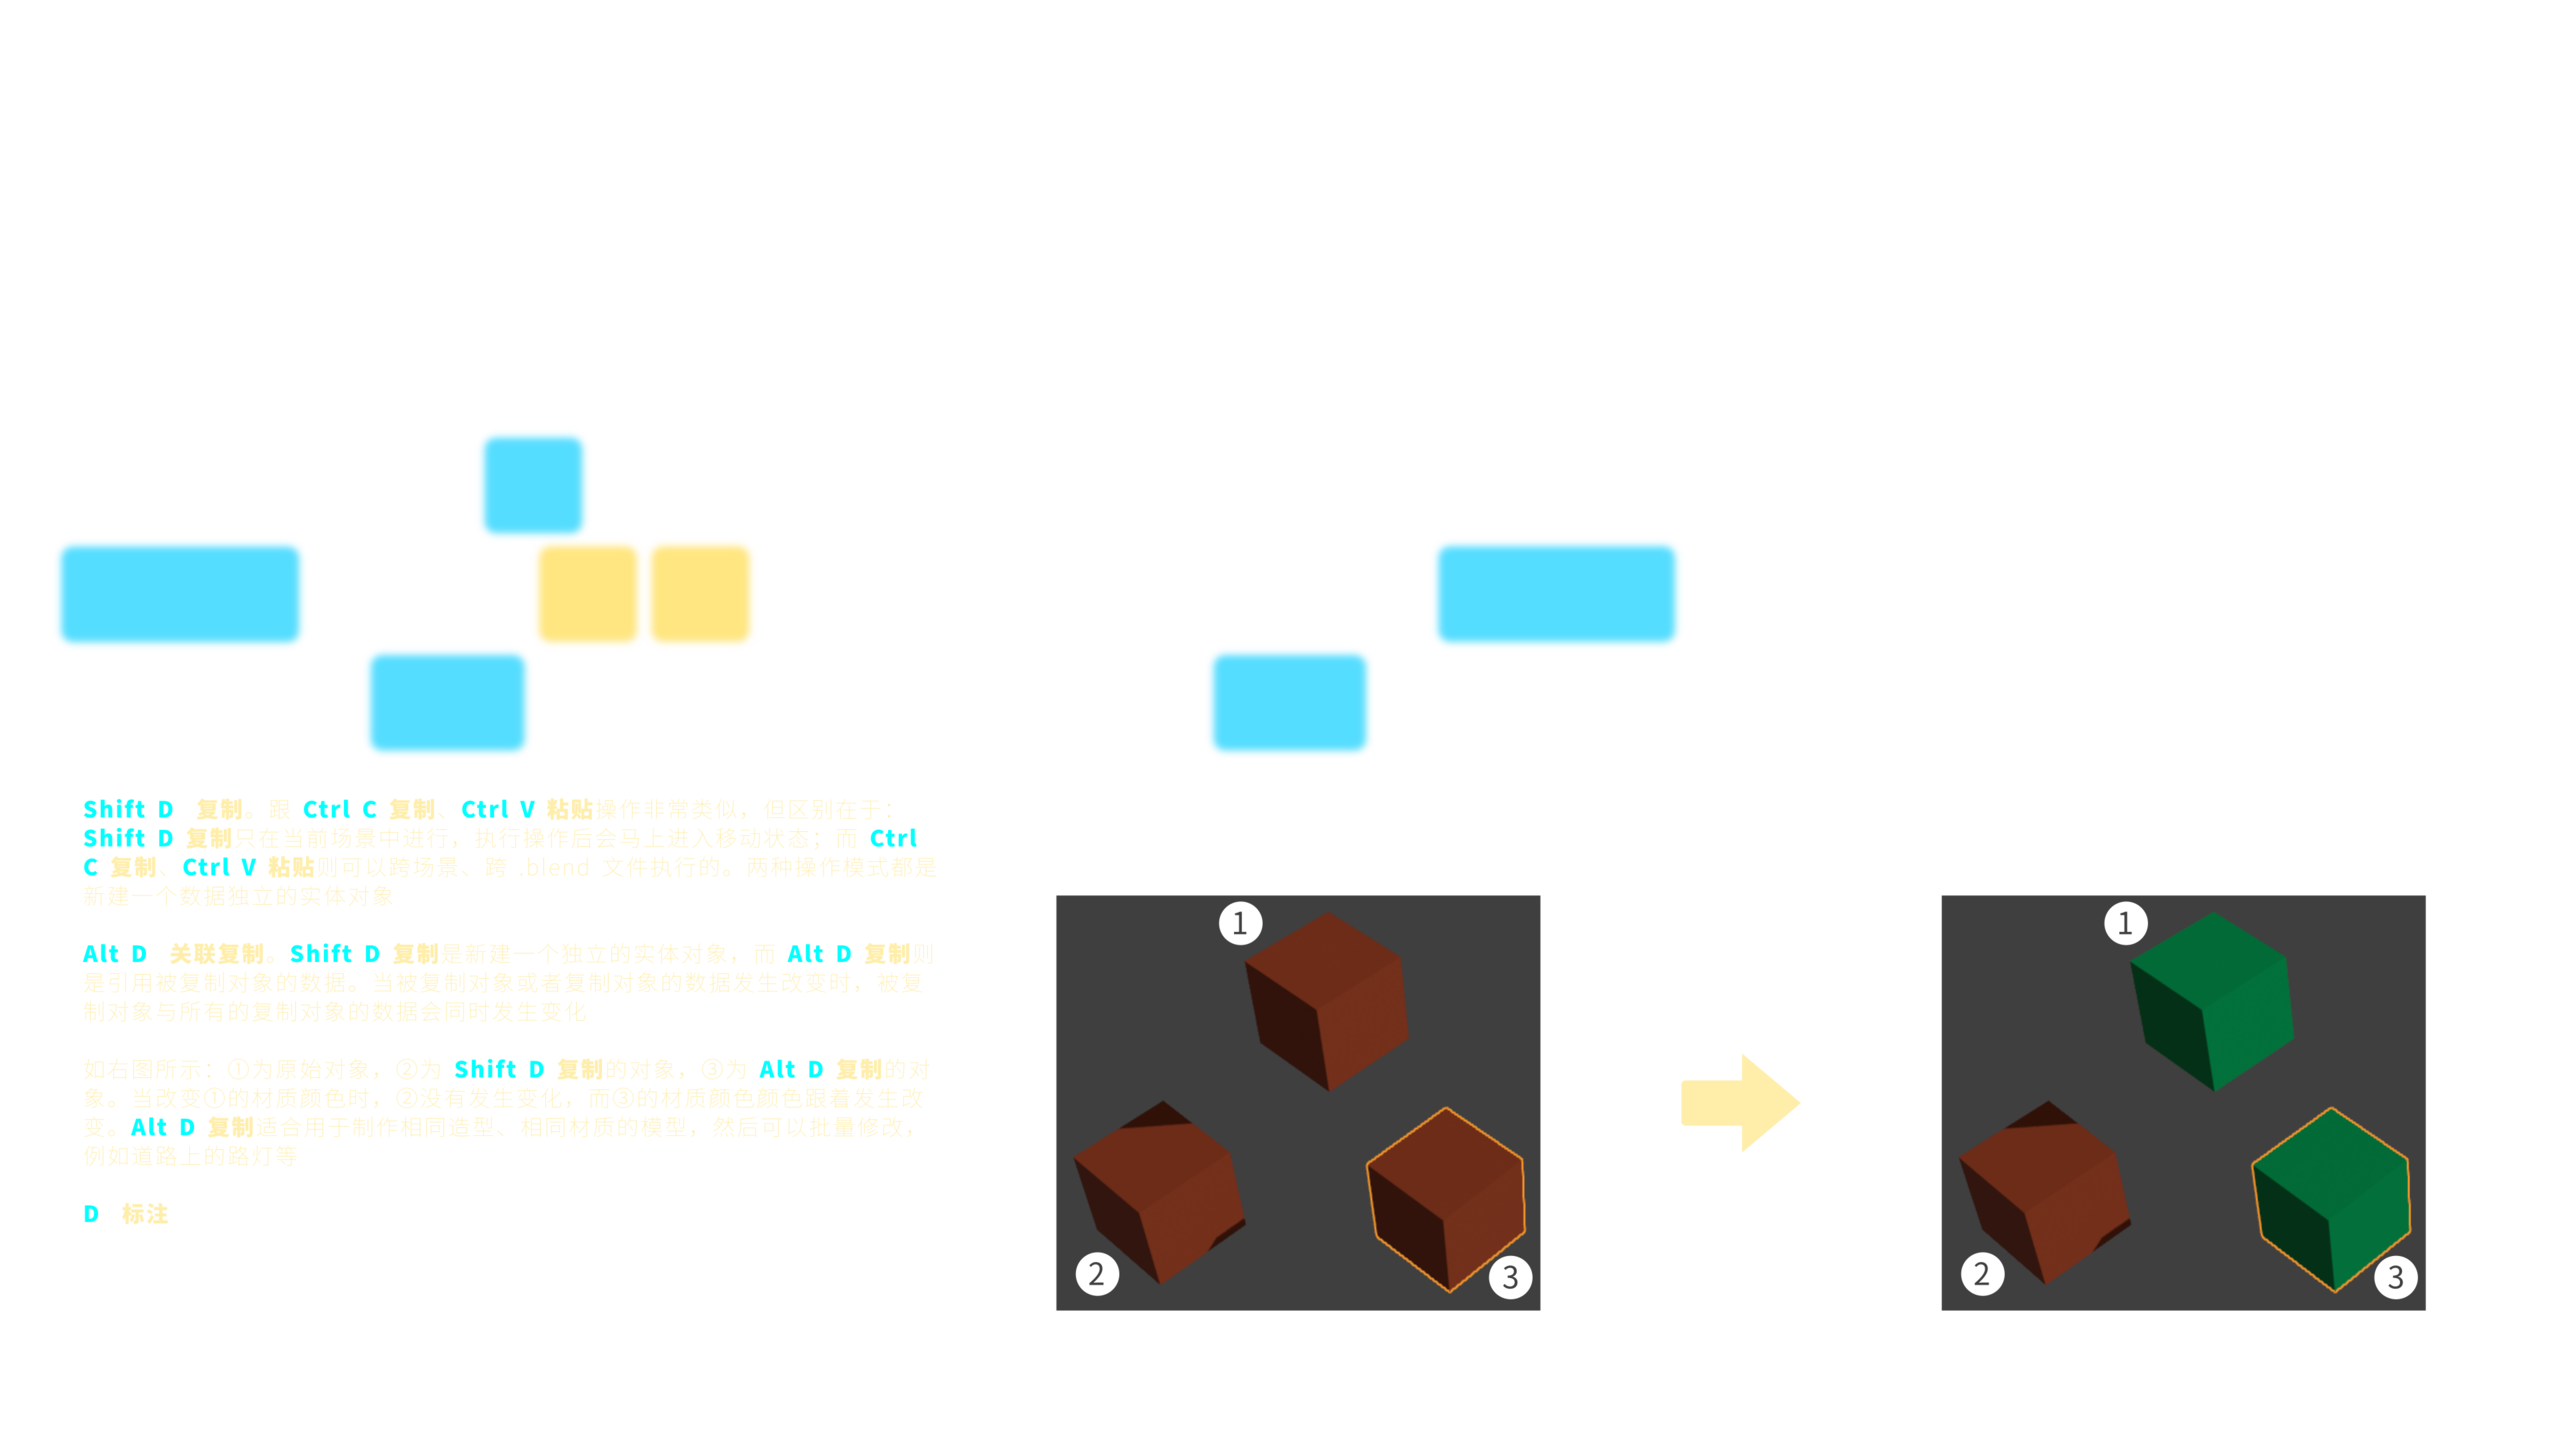 Shift D 复制。跟 Ctrl C 复制、Ctrl V 粘贴操作非常类似，但区别在于：
Shift D 复制只在当前场景中进行，执行操作后会马上进入移动状态；而 Ctrl
C 复制、Ctrl V 粘贴则可以跨场景、跨 .blend 文件执行的。两种操作模式都是
新建一个数据独立的实体对象
Alt D 关联复制。Shift D 复制是新建一个独立的实体对象，而 Alt D 复制则
是引用被复制对象的数据。当被复制对象或者复制对象的数据发生改变时，被复
制对象与所有的复制对象的数据会同时发生变化
如右图所示：①为原始对象，②为 Shift D 复制的对象，③为 Alt D 复制的对
象。当改变①的材质颜色时，②没有发生变化，而③的材质颜色颜色跟着发生改
变。Alt D 复制适合用于制作相同造型、相同材质的模型，然后可以批量修改，
例如道路上的路灯等
D 标注
1
2
3
1
2
3